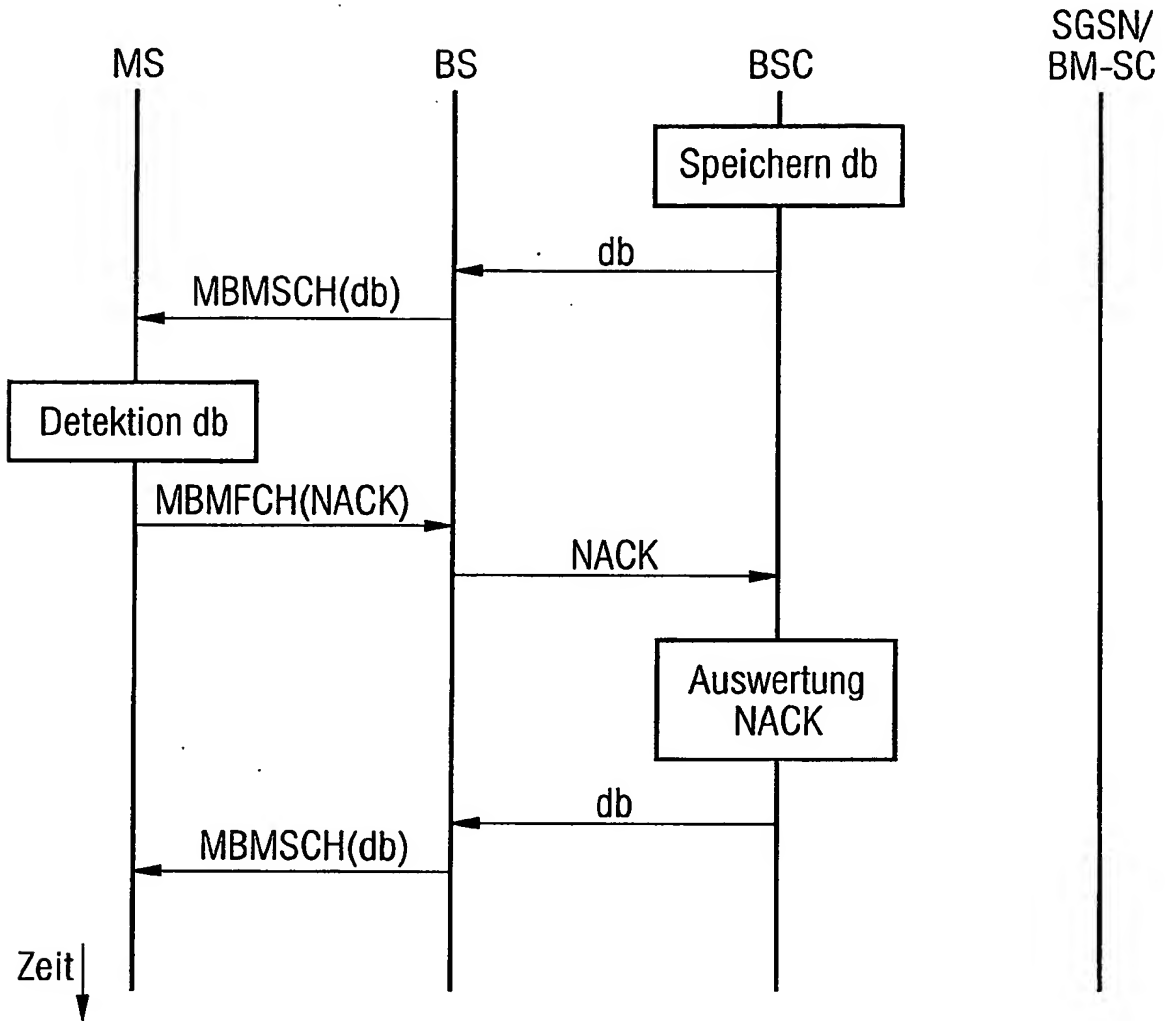 MS
BS
BSC
SGSN/
BM-SC
Speichern db
db
MBMSCH(db)
Detektion db
MBMFCH(NACK)
NACK
Auswertung
NACK
db
MBMSCH(db)
Zeit